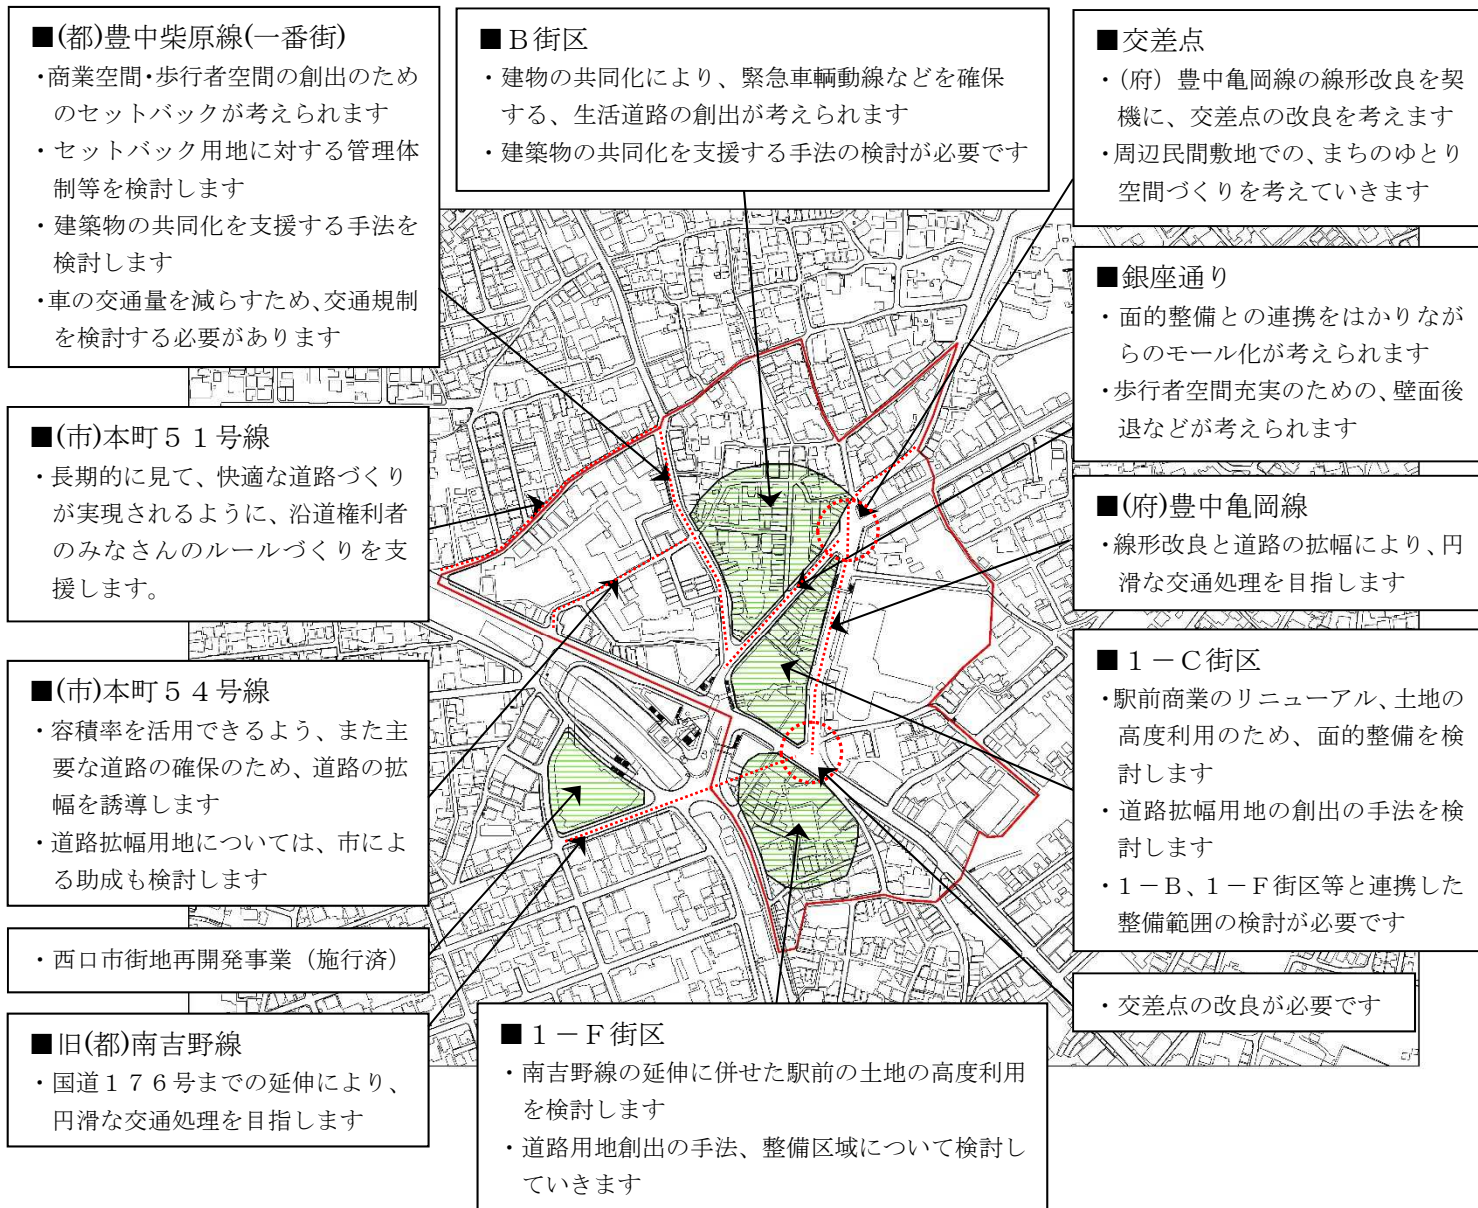 ■(都)豊中柴原線(一番街)
・商業空間・歩行者空間の創出のため
のセットバックが考えられます
・セットバック用地に対する管理体
制等を検討します
・建築物の共同化を支援する手法を
検討します
・車の交通量を減らすため、交通規制
を検討する必要があります
■B街区
・建物の共同化により、緊急車輌動線などを確保
する、生活道路の創出が考えられます
・建築物の共同化を支援する手法の検討が必要です
■交差点
・(府)豊中亀岡線の線形改良を契
機に、交差点の改良を考えます
・周辺民間敷地での、まちのゆとり
空間づくりを考えていきます
■銀座通り
・面的整備との連携をはかりなが
らのモール化が考えられます
・歩行者空間充実のための、壁面後
退などが考えられます
■(市)本町51号線
・長期的に見て、快適な道路づくり
が実現されるように、沿道権利者
のみなさんのルールづくりを支
援します。
■(府)豊中亀岡線
・線形改良と道路の拡幅により、円
滑な交通処理を目指します
■(市)本町54号線
・容積率を活用できるよう、また主
要な道路の確保のため、道路の拡
幅を誘導します
・道路拡幅用地については、市によ
る助成も検討します
■1-C街区
・駅前商業のリニューアル、土地の
高度利用のため、面的整備を検
討します
・道路拡幅用地の創出の手法を検
討します
・1-B、1-F街区等と連携した
整備範囲の検討が必要です
・西口市街地再開発事業(施行済)
・交差点の改良が必要です
■旧(都)南吉野線
・国道176号までの延伸により、
円滑な交通処理を目指します
■1-F街区
・南吉野線の延伸に併せた駅前の土地の高度利用
を検討します
・道路用地創出の手法、整備区域について検討し
ていきます